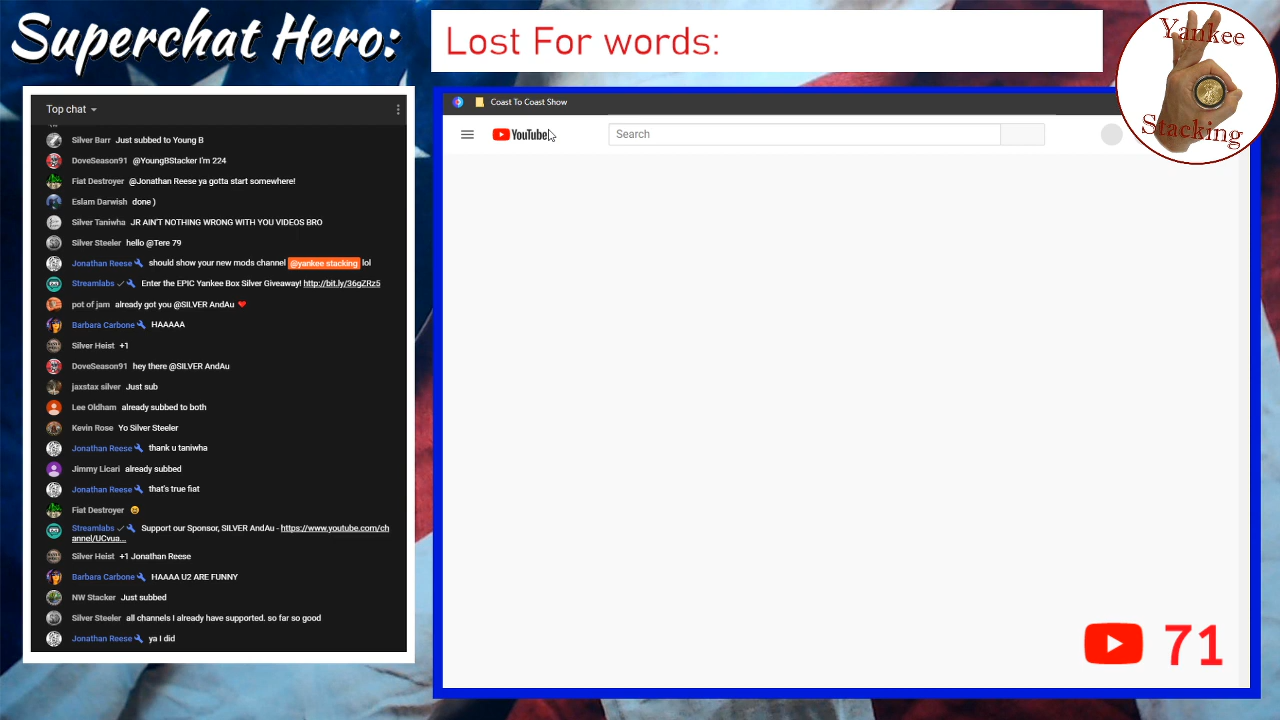 Superchat Hero:
Lost For words:
Yankee
Stacking
Top chat
Silver Barr Just subbed to Young B
DoveSeason91 @YoungBStacker I'm 224
Fiat Destroyer @Jonathan Reese ya gotta start somewhere!
Eslam Darwish done )
Silver Taniwha JR AIN'T NOTHING WRONG WITH YOU VIDEOS BRO
Silver Steeler hello @Tere 79
Jonathan Reese should show your new mods channel @yankee stacking lol
Streamlabs Enter the EPIC Yankee Box Silver Giveaway! http://bit.ly/36gZRz5
pot of jam already got you @SILVER AndAu
Barbara Carbone HAAAAA
Silver Heist +1
DoveSeason91 hey there @SILVER AndAu
jaxstax silver Just sub
Lee Oldham already subbed to both
Kevin Rose Yo Silver Steeler
Jonathan Reese thank u taniwha
Jimmy Licari already subbed
Jonathan Reese that's true fiat
Fiat Destroyer
Streamlabs Support our Sponsor, SILVER AndAu - https://www.youtube.com/ch
annel/UCvua...
Silver Heist +1 Jonathan Reese
Barbara Carbone HAAAA U2 ARE FUNNY
NW Stacker Just subbed
Silver Steeler all channels I already have supported. so far so good
Jonathan Reese ya I did
Coast To Coast Show
YouTube
Search
71